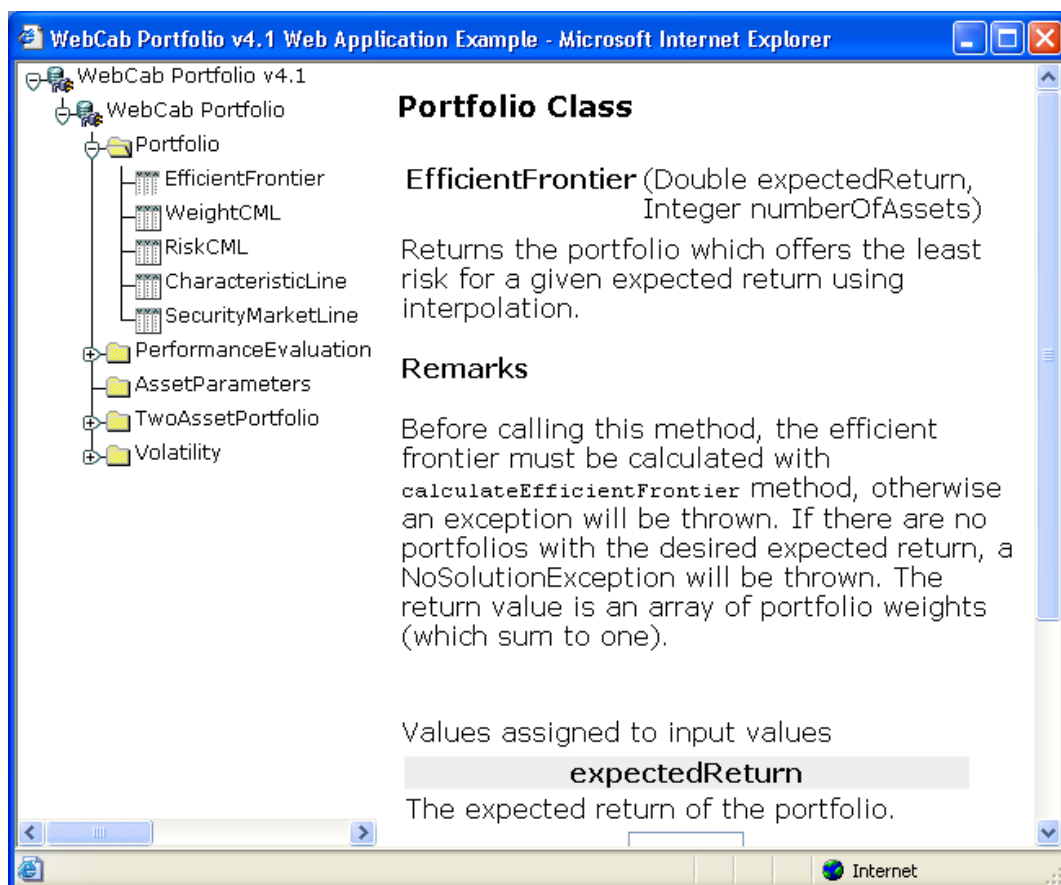 WebCab Portfolio v4.1 Web Application Example - Microsoft Internet Explorer
WebCab Portfolio v4.1
WebCab Portfolio
Portfolio
EfficientFrontier
WeightCML
RiskCML
CharacteristicLine
SecurityMarketLine
PerformanceEvaluation
AssetParameters
TwoAssetPortfolio
Volatility
Portfolio Class
EfficientFrontier (Double expectedReturn,
Integer numberOfAssets)
Returns the portfolio which offers the least
risk for a given expected return using
interpolation.
Remarks
Before calling this method, the efficient
frontier must be calculated with
calculateEfficientFrontier method, otherwise
an exception will be thrown. If there are no
portfolios with the desired expected return, a
NoSolutionException will be thrown. The
return value is an array of portfolio weights
(which sum to one).
Values assigned to input values
expectedReturn
The expected return of the portfolio.
Internet